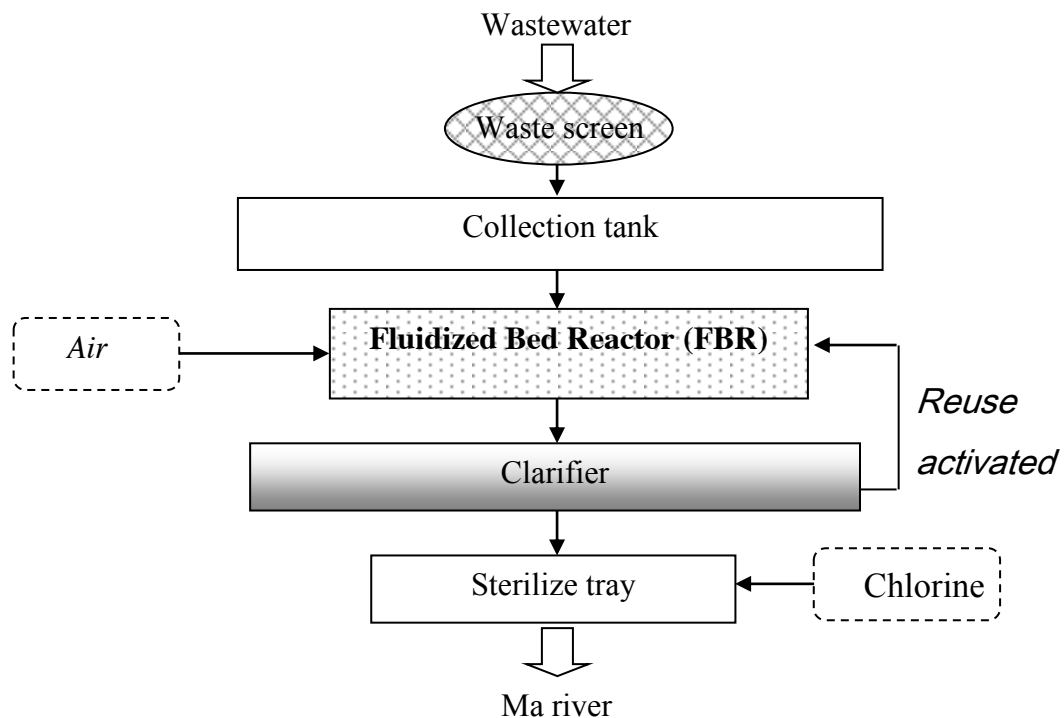 Wastewater
Waste screen
Collection tank
Fluidized Bed Reactor (FBR)
Air
Reuse
activated
Clarifier
Sterilize tray
Chlorine
Ma river